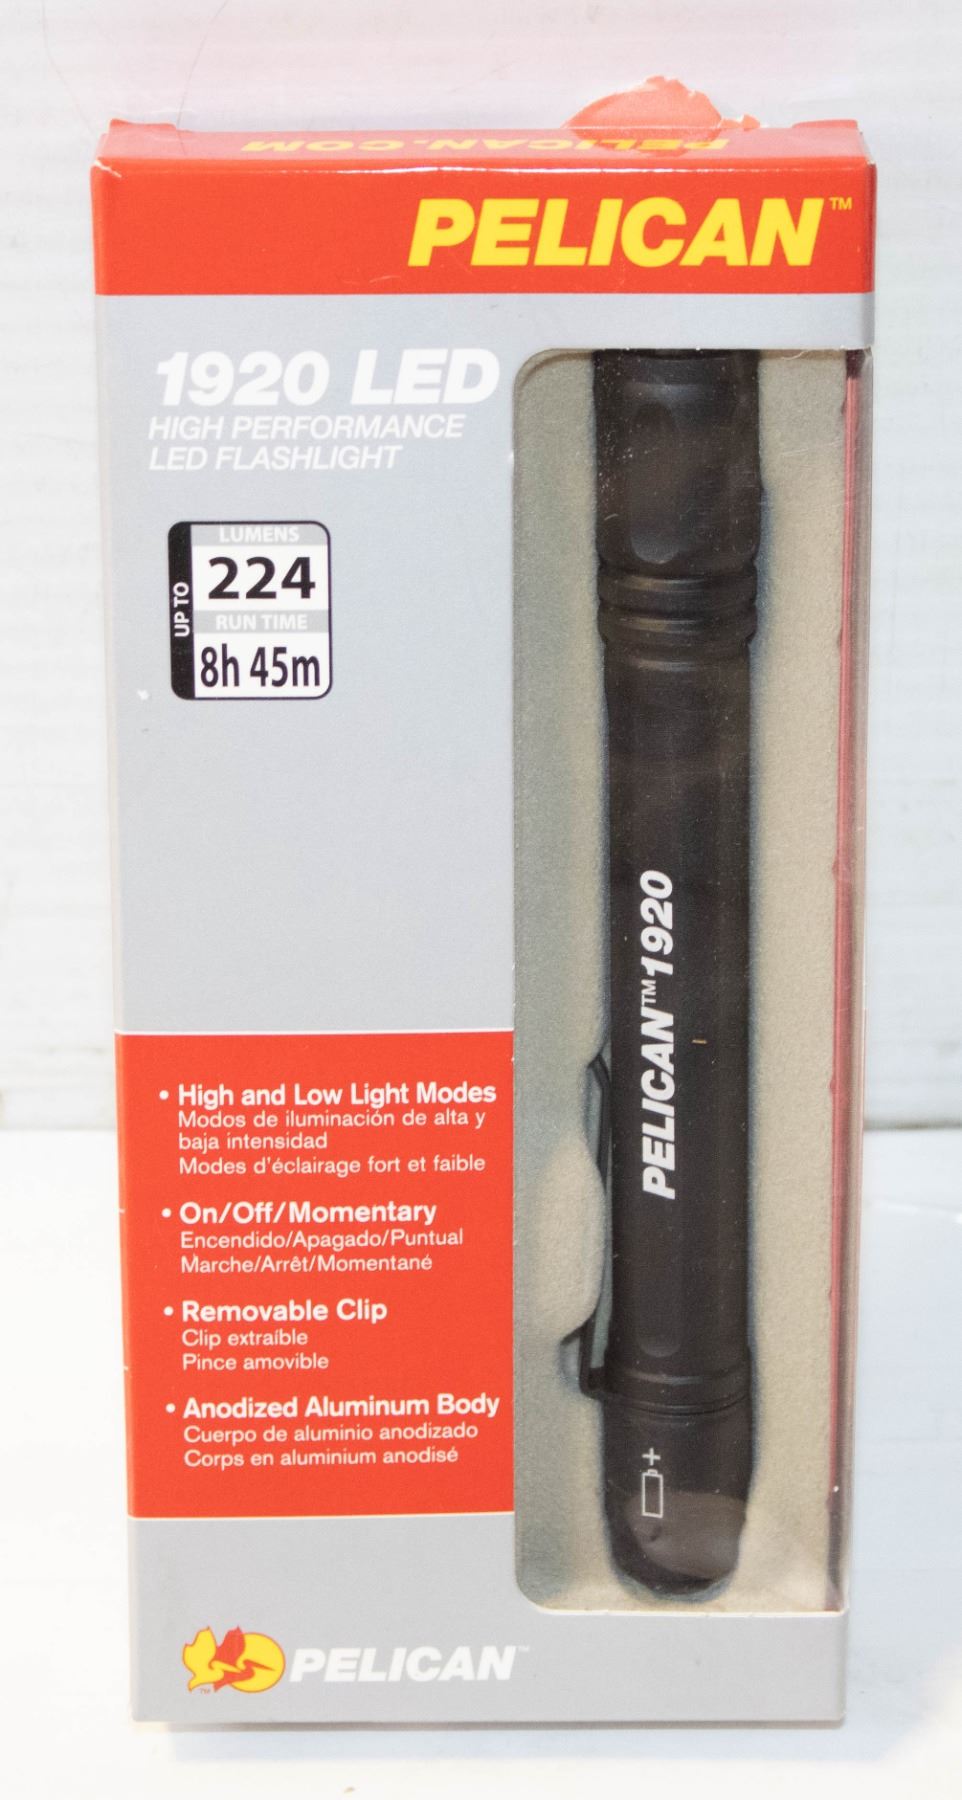 PELICAN.COM
PELICAN
PELICAN™
1920 LED
HIGH PERFORMANCE
LED FLASHLIGHT
UP TO
LUMENS
224
RUN TIME
8h 45m
PELICAN™1920
• High and Low Light Modes
Modos de iluminación de alta y
baja intensidad
Modes d'éclairage fort et faible
• On/Off/Momentary
Encendido/Apagado/Puntual
Marche/Arrêt/Momentané
• Removable Clip
Clip extraíble
Pince amovible
• Anodized Aluminum Body
Cuerpo de aluminio anodizado
Corps en aluminium anodisé
+
PELICAN™